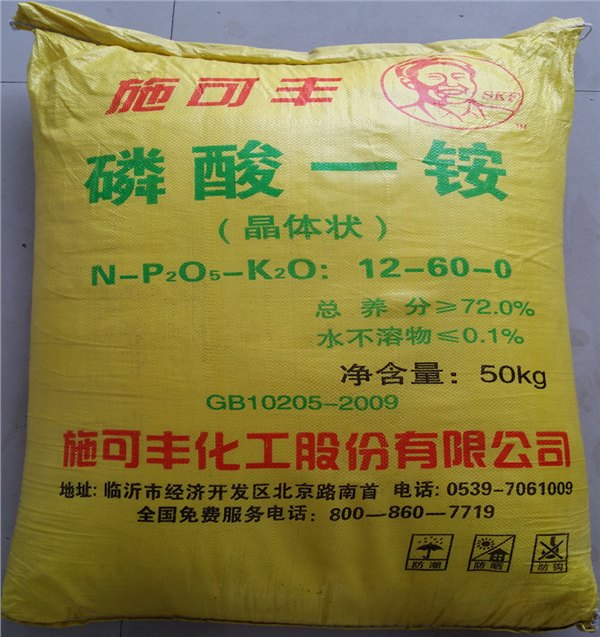 施可丰
SKF
TM
磷酸一铵
(晶体状)
N-P₂O₅-K₂O: 12-60-0
总养分≥72.0%
水不溶物≤0.1%
净含量: 50kg
GB10205-2009
施可丰化工股份有限公司
地址: 临沂市经济开发区北京路南首 电话: 0539-7061009
全国免费服务电话: 800-860-7719
防潮 防晒 防钩